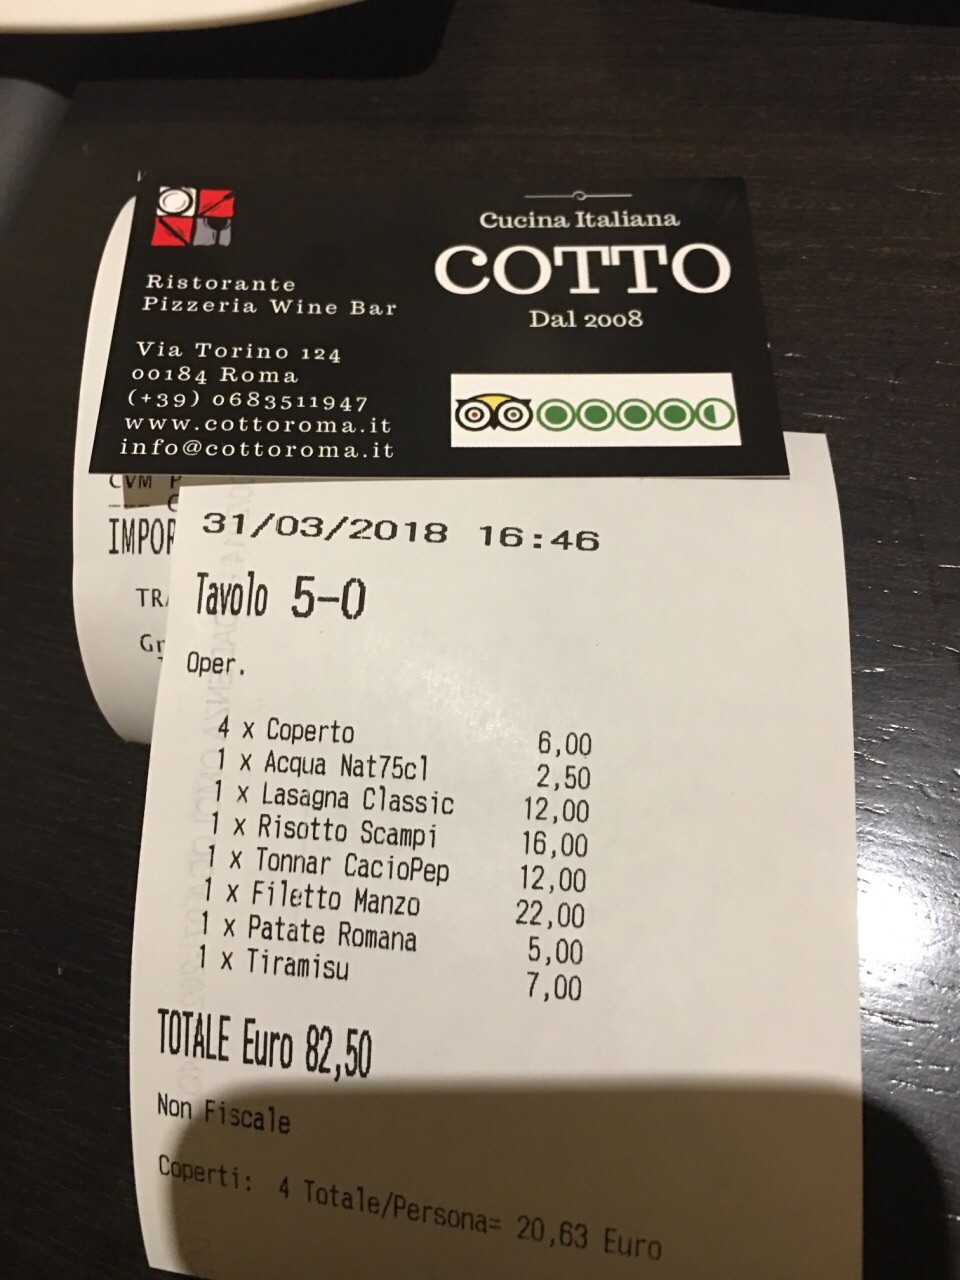 Ristorante
Pizzeria Wine Bar
Via Torino 124
00184 Roma
(+39) 0683511947
www.cottoroma.it
info@cottoroma.it
Cucina Italiana
COTTO
Dal 2008
CVM P
IMPOR
TRA
Gr
31/03/2018 16:46
Tavolo 5-0
Oper.
4 x Coperto 6,00
1 x Acqua Nat75cl 2,50
1 x Lasagna Classic 12,00
1 x Risotto Scampi 16,00
1 x Tonnar CacioPep 12,00
1 x Filetto Manzo 22,00
1 x Patate Romana 5,00
1 x Tiramisu 7,00
TOTALE Euro 82,50
Non Fiscale
Coperti: 4 Totale/Persona= 20,63 Euro